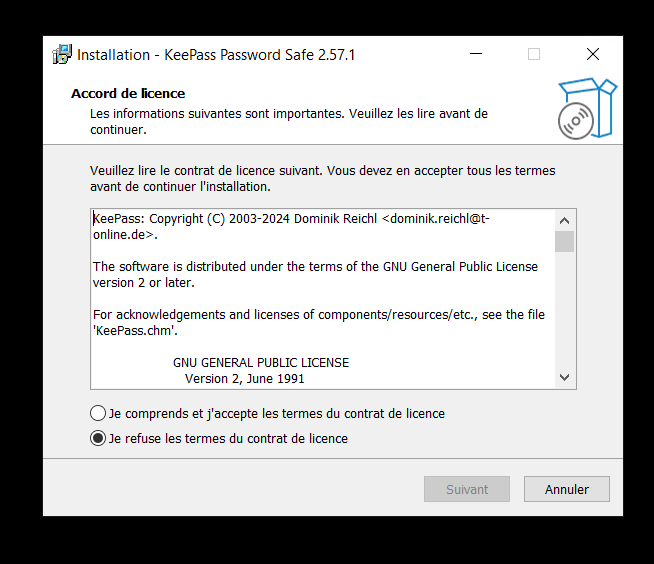 Installation - KeePass Password Safe 2.57.1
Accord de licence
Les informations suivantes sont importantes. Veuillez les lire avant de
continuer.
Veuillez lire le contrat de licence suivant. Vous devez en accepter tous les termes
avant de continuer l'installation.
KeePass: Copyright (C) 2003-2024 Dominik Reichl <dominik.reichl@t-
online.de>.
The software is distributed under the terms of the GNU General Public License
version 2 or later.
For acknowledgements and licenses of components/resources/etc., see the file
'KeePass.chm'.
GNU GENERAL PUBLIC LICENSE
Version 2, June 1991
Je comprends et j'accepte les termes du contrat de licence
Je refuse les termes du contrat de licence
Suivant
Annuler